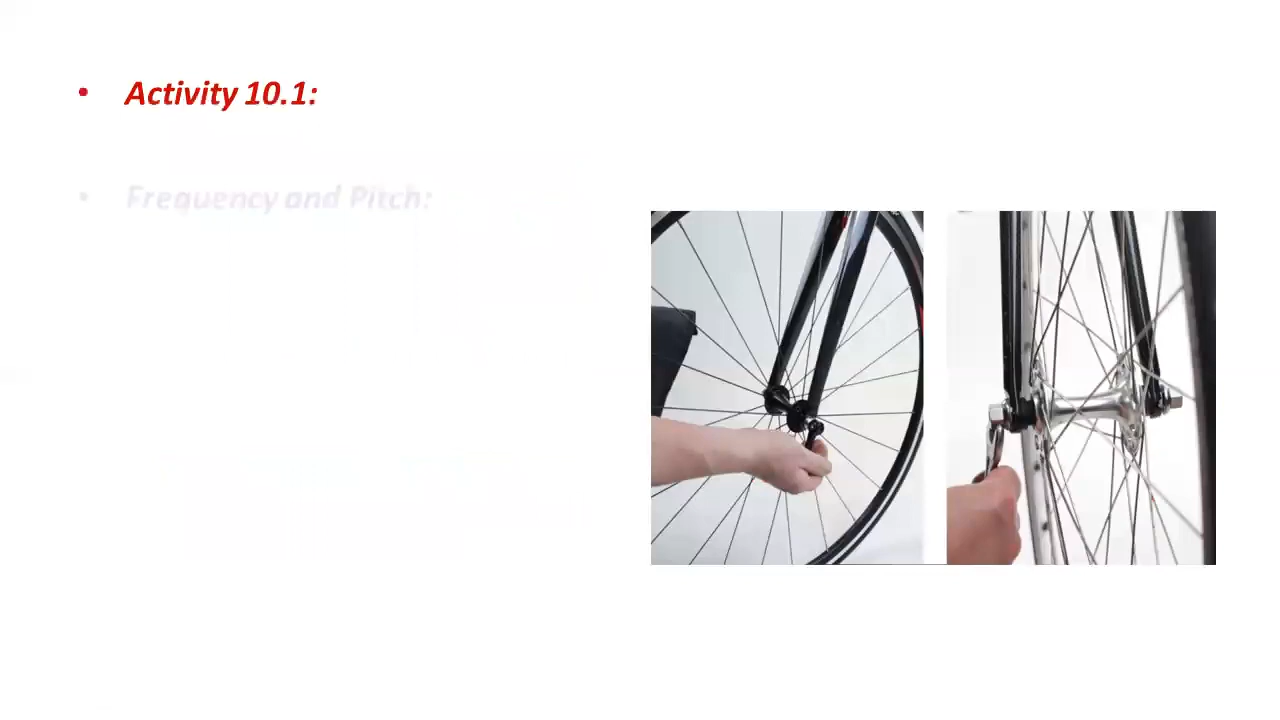 • Activity 10.1:
• Frequency and Pitch: